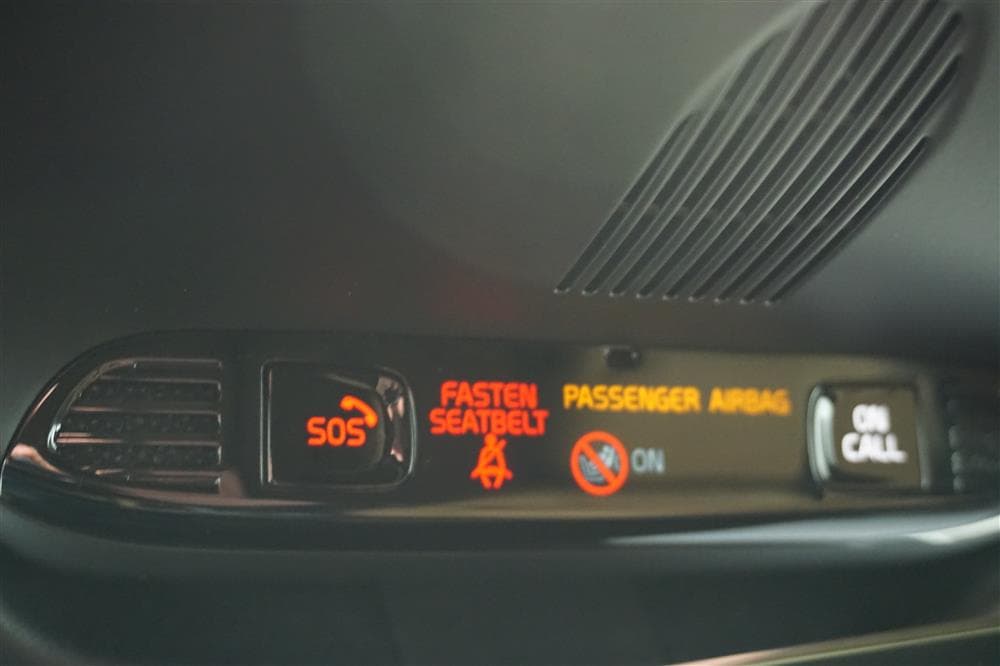 SOS
FASTEN
SEATBELT
PASSENGER AIRBAG
ON
ON
CALL